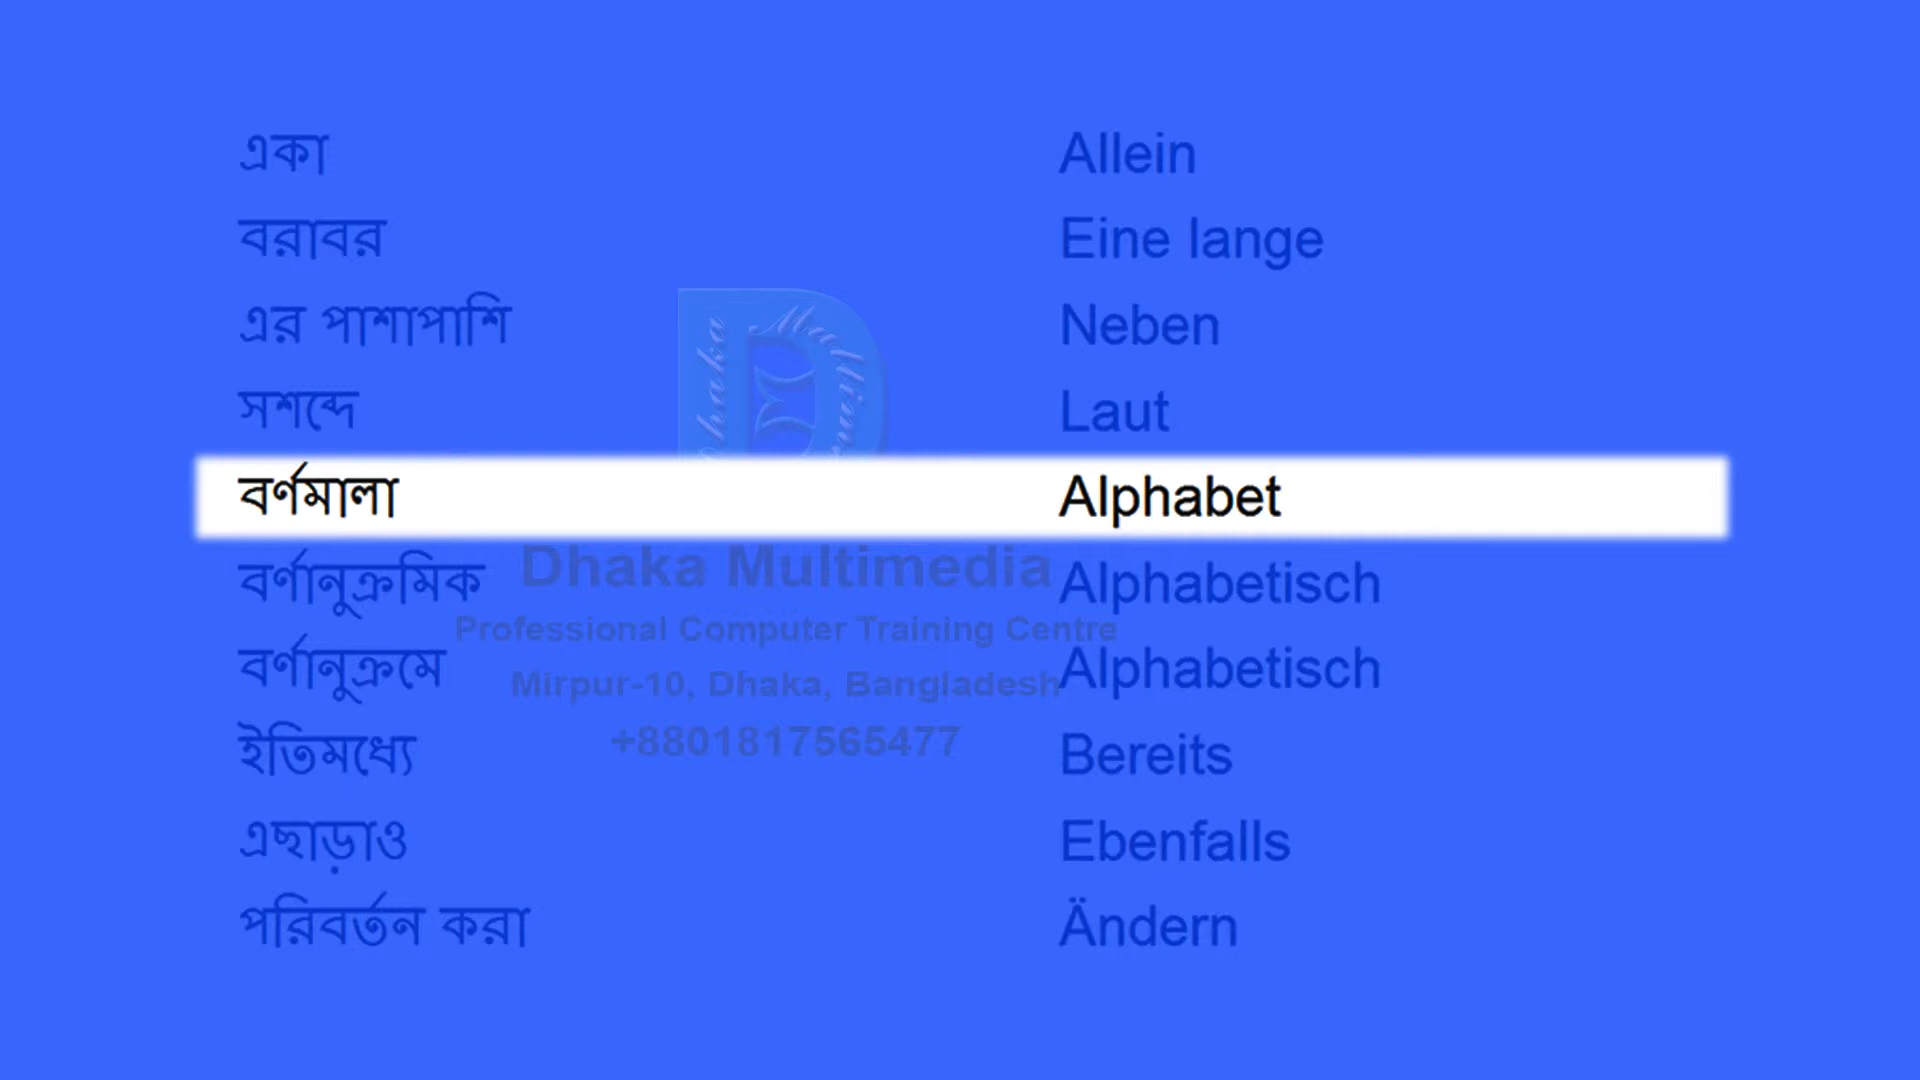 একা Allein
বরাবর Eine lange
এর পাশাপাশি Neben
সশব্দে Laut
বর্ণমালা Alphabet
বর্ণানুক্রমিক Alphabetisch
বর্ণানুক্রমে Alphabetisch
ইতিমধ্যে Bereits
এছাড়াও Ebenfalls
পরিবর্তন করা Ändern
Dhaka
Dhaka Multimedia
Professional Computer Training Centre
Mirpur-10, Dhaka, Bangladesh
+8801817565477